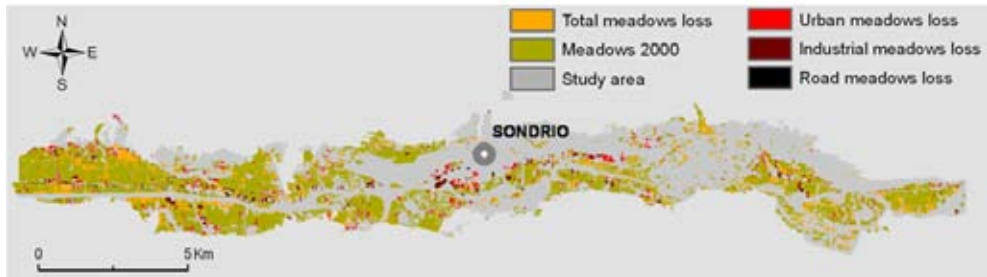 N
W E
S
Total meadows loss
Meadows 2000
Study area
Urban meadows loss
Industrial meadows loss
Road meadows loss
SONDRIO
0 5 Km